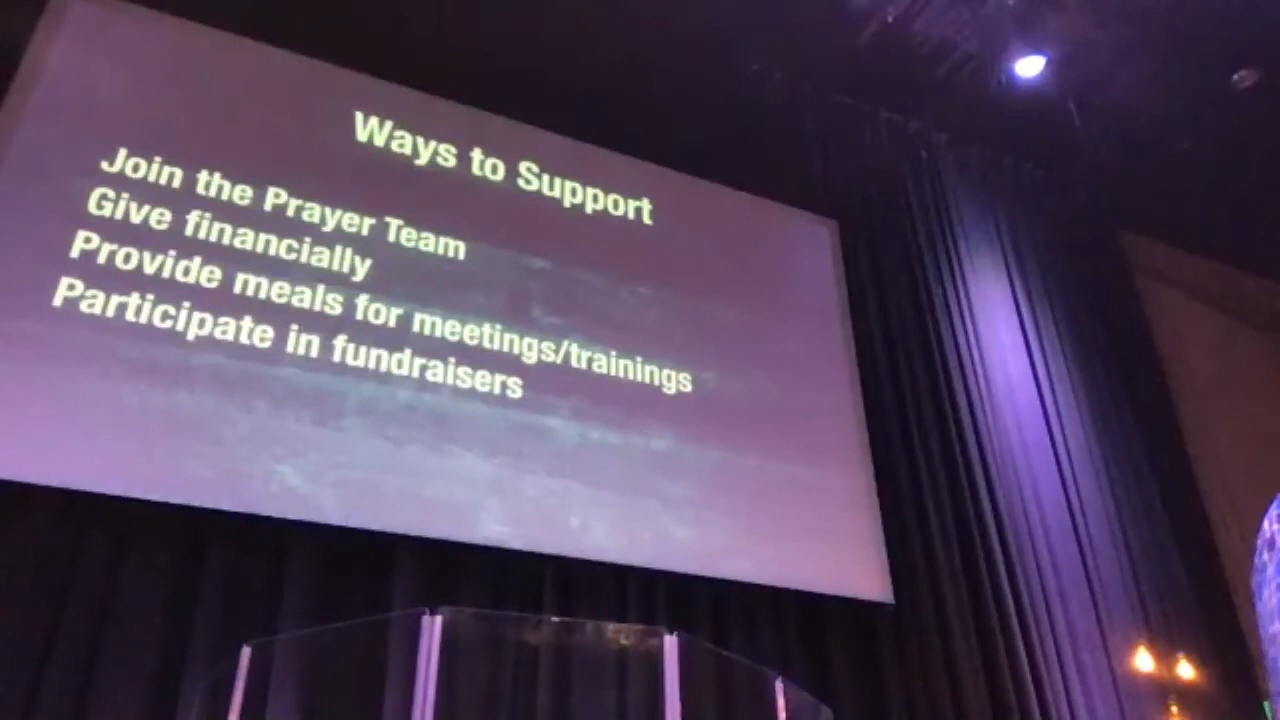 Ways to Support
Join the Prayer Team
Give financially
Provide meals for meetings/trainings
Participate in fundraisers